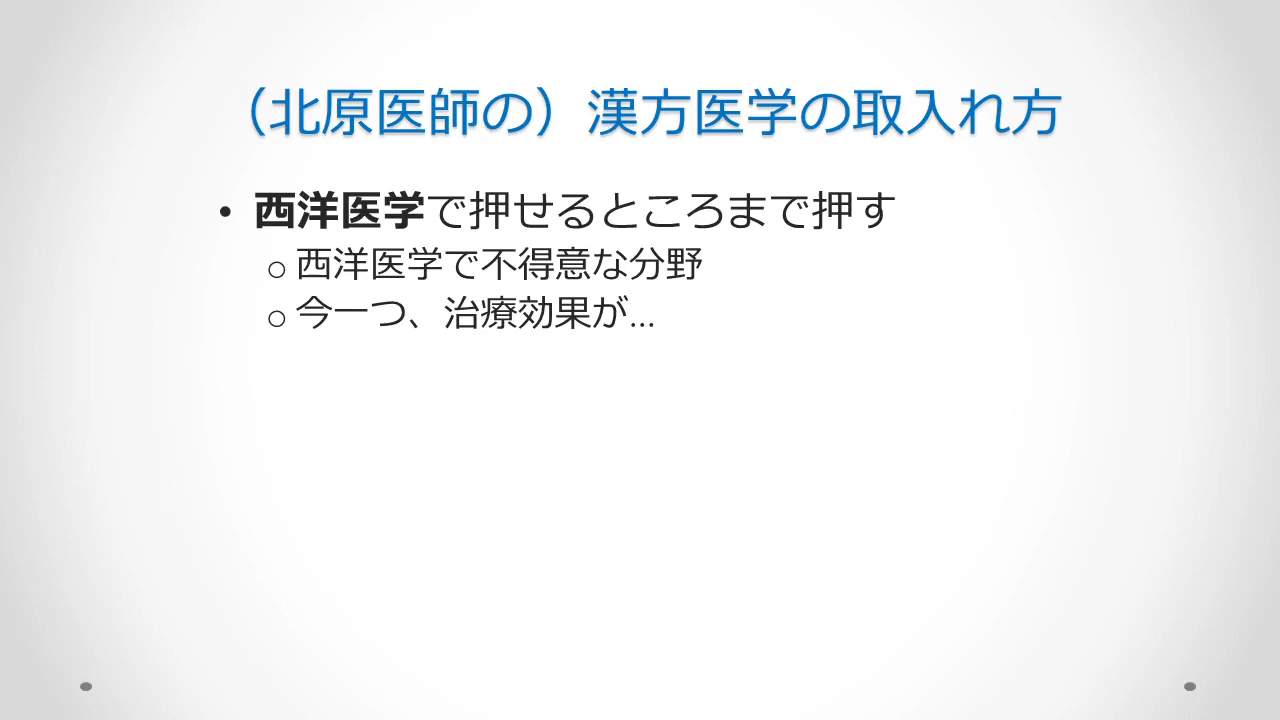 （北原医師の）漢方医学の取入れ方
• 西洋医学で押せるところまで押す
o 西洋医学で不得意な分野
o 今一つ、治療効果が...